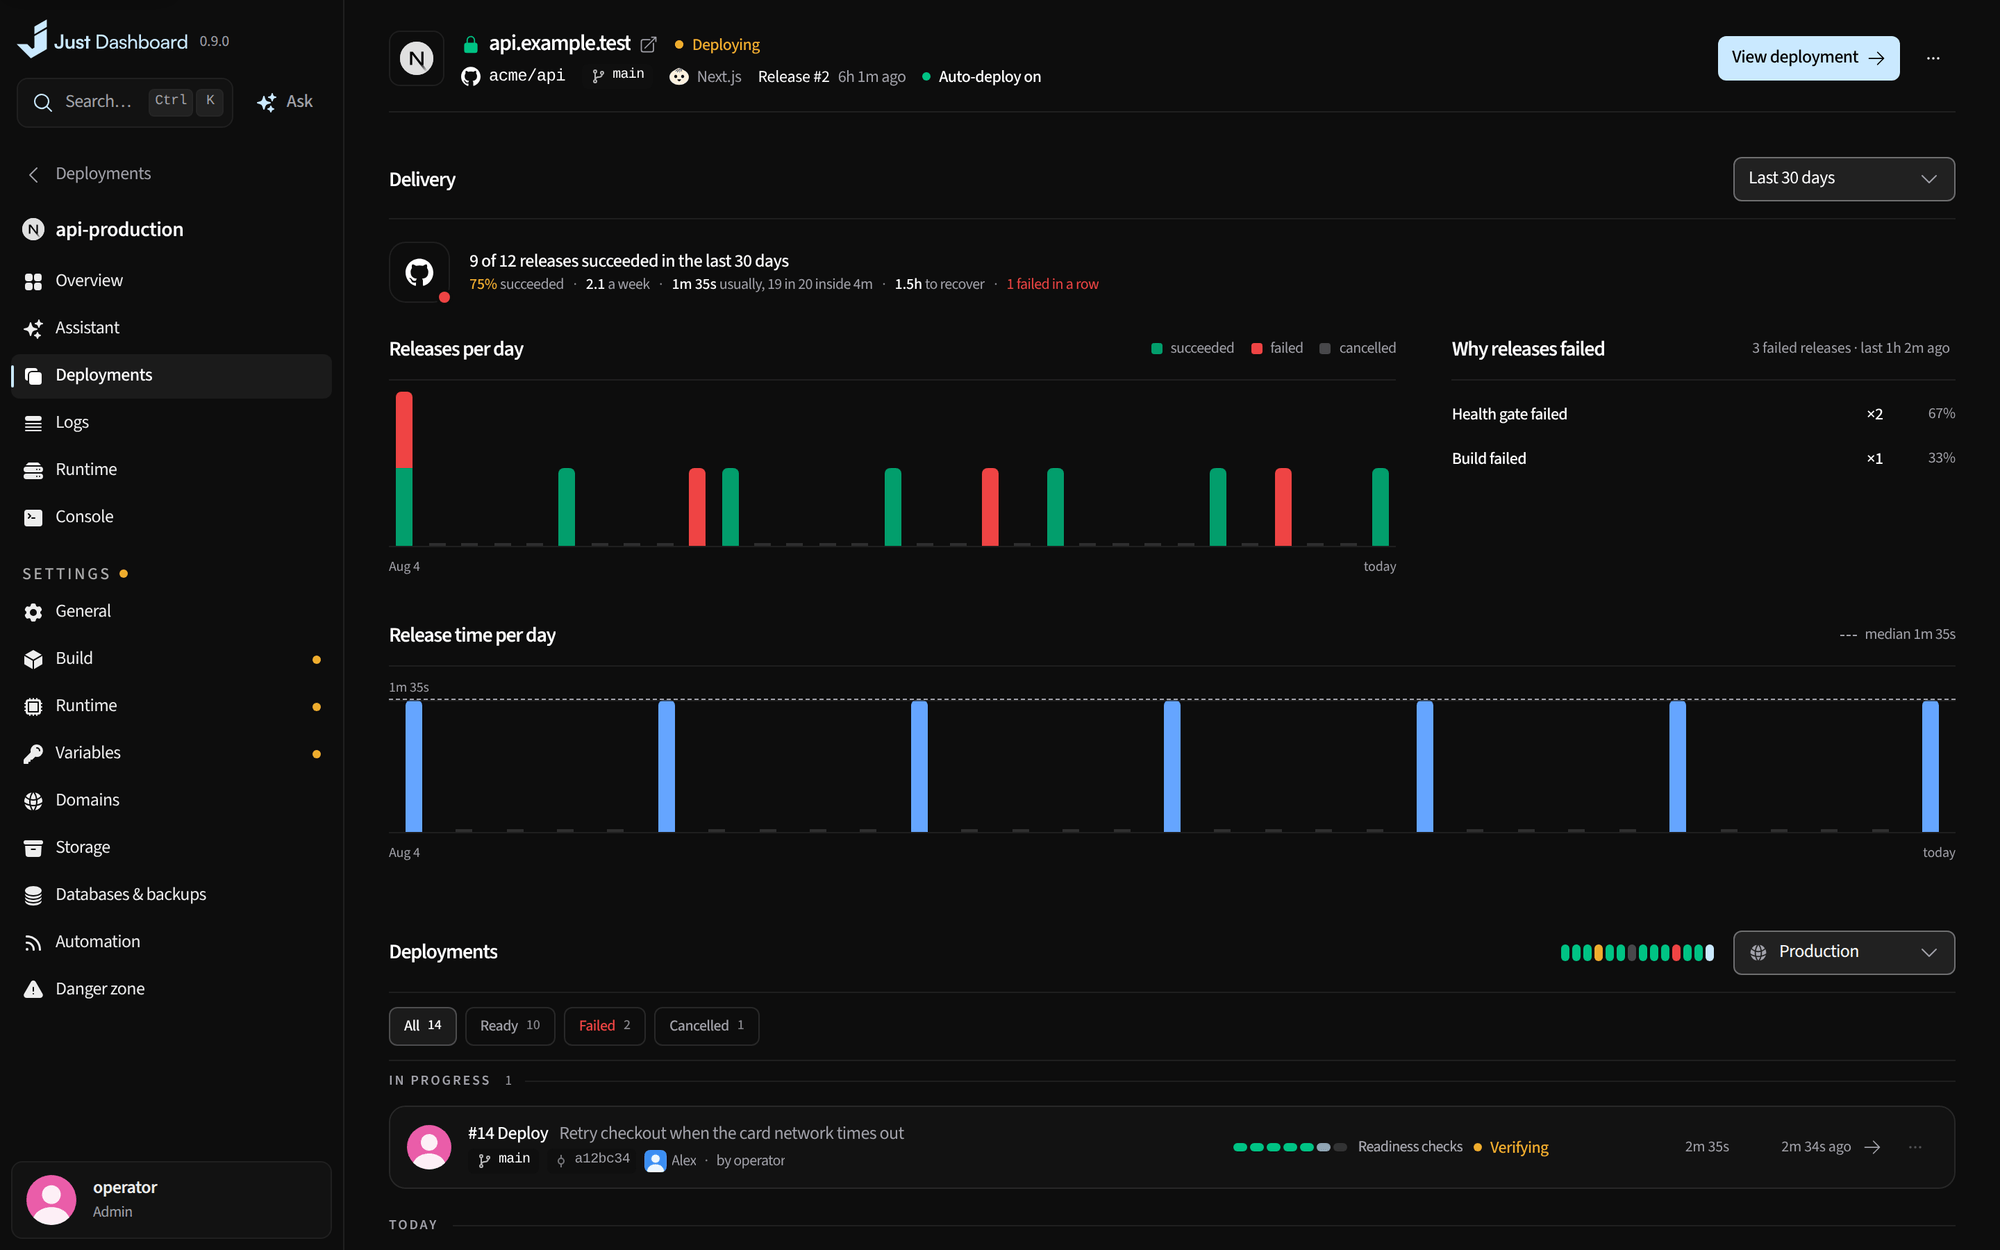 Just Dashboard 0.9.0
Search... Ctrl K
Ask
Deployments
api-production
Overview
Assistant
Deployments
Logs
Runtime
Console
SETTINGS
General
Build
Runtime
Variables
Domains
Storage
Databases & backups
Automation
Danger zone
operator
Admin
api.example.test Deploying
acme/api main Next.js Release #2 6h 1m ago Auto-deploy on
View deployment
Delivery
Last 30 days
9 of 12 releases succeeded in the last 30 days
75% succeeded · 2.1 a week · 1m 35s usually, 19 in 20 inside 4m · 1.5h to recover · 1 failed in a row
Releases per day
succeeded failed cancelled
Aug 4 today
Why releases failed
3 failed releases · last 1h 2m ago
Health gate failed ×2 67%
Build failed ×1 33%
Release time per day
--- median 1m 35s
1m 35s
Aug 4 today
Deployments
Production
All 14 Ready 10 Failed 2 Cancelled 1
IN PROGRESS 1
#14 Deploy Retry checkout when the card network times out
main a12bc34 Alex · by operator
Readiness checks Verifying 2m 35s 2m 34s ago
TODAY